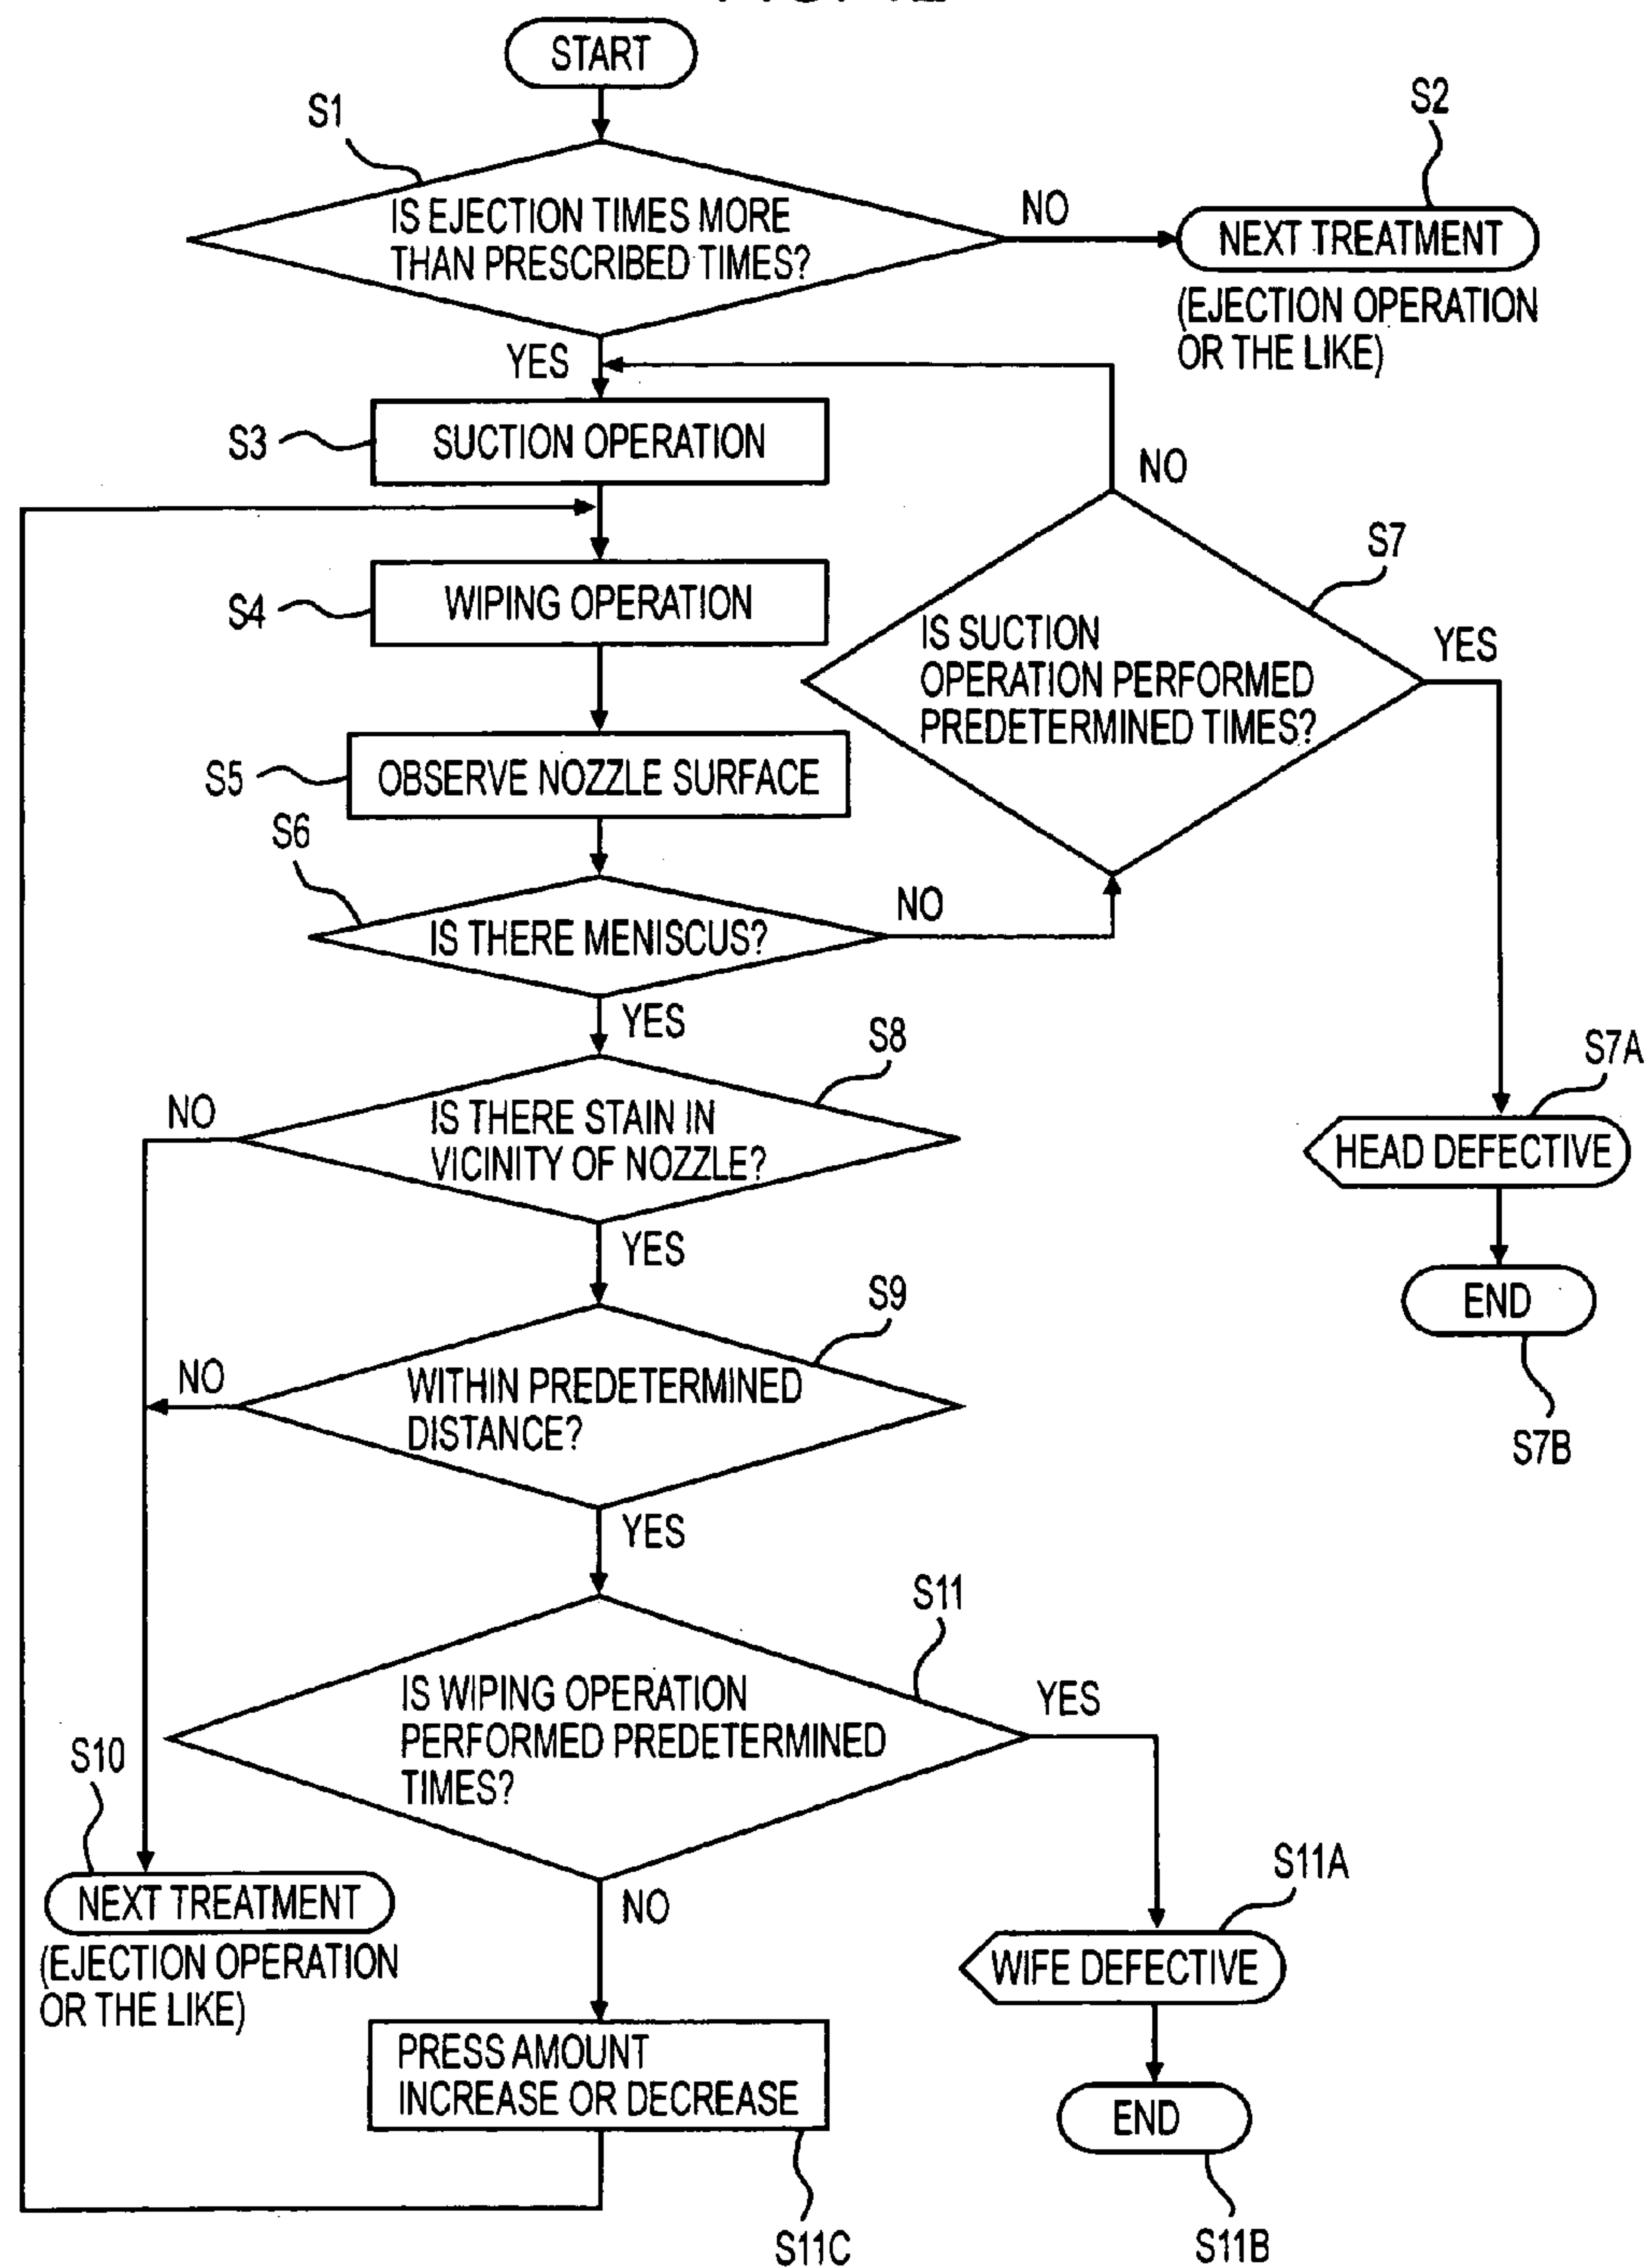 START
S1
S2
IS EJECTION TIMES MORE
THAN PRESCRIBED TIMES?
NO
NEXT TREATMENT
(EJECTION OPERATION
OR THE LIKE)
YES
S3
SUCTION OPERATION
NO
S7
S4
WIPING OPERATION
IS SUCTION
OPERATION PERFORMED
PREDETERMINED TIMES?
YES
S5
OBSERVE NOZZLE SURFACE
S6
IS THERE MENISCUS?
NO
YES
S8
S7A
NO
IS THERE STAIN IN
VICINITY OF NOZZLE?
HEAD DEFECTIVE
YES
S9
END
NO
WITHIN PREDETERMINED
DISTANCE?
S7B
YES
S11
IS WIPING OPERATION
PERFORMED PREDETERMINED
TIMES?
YES
S10
S11A
NEXT TREATMENT
(EJECTION OPERATION
OR THE LIKE)
NO
WIFE DEFECTIVE
PRESS AMOUNT
INCREASE OR DECREASE
END
S11C
S11B